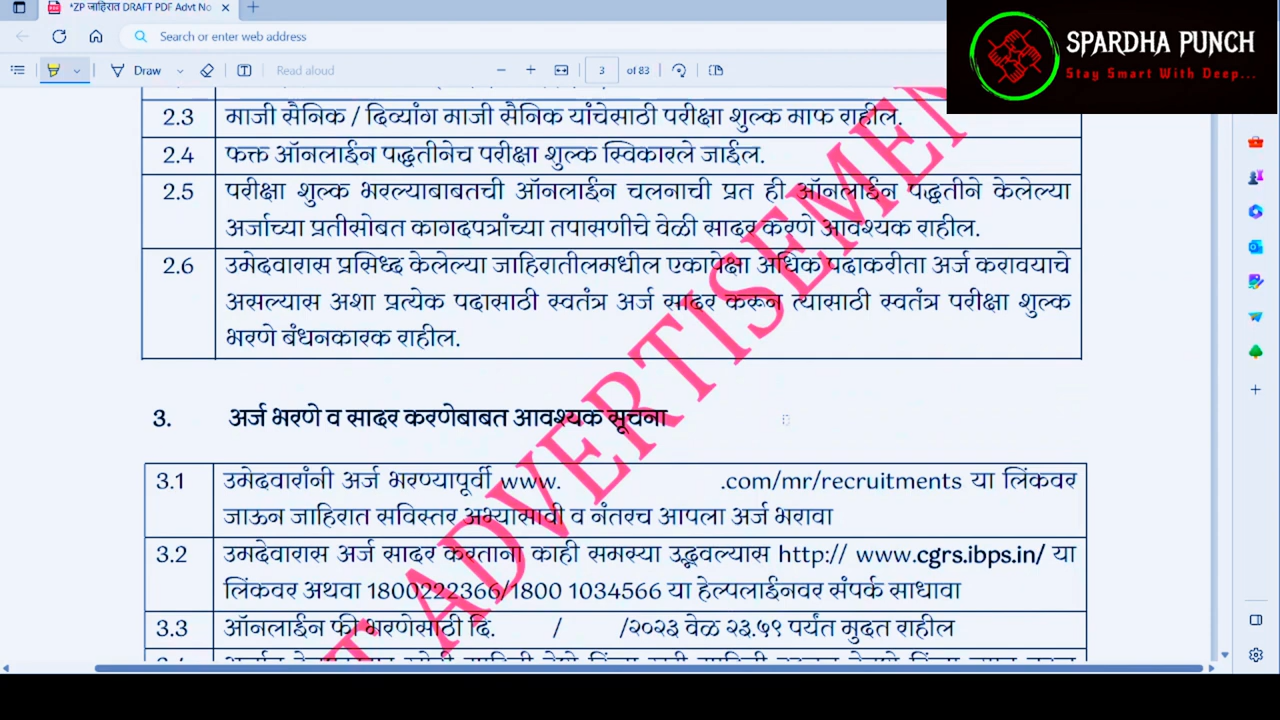 *ZP जाहिरात DRAFT PDF Advt No
SPARDHA PUNCH
Stay Smart With Deep...
Search or enter web address
Draw
Read aloud
3
of 83
2.3 माजी सैनिक / दिव्यांग माजी सैनिक यांचेसाठी परीक्षा शुल्क माफ राहील.
2.4 फक्त ऑनलाईन पद्धतीनेच परीक्षा शुल्क स्विकारले जाईल.
2.5 परीक्षा शुल्क भरल्याबाबतची ऑनलाईन चलनाची प्रत ही ऑनलाईन पद्धतीने केलेल्या
अर्जाच्या प्रतीसोबत कागदपत्रांच्या तपासणीचे वेळी सादर करणे आवश्यक राहील.
2.6 उमेदवारास प्रसिध्द केलेल्या जाहिरातीलमधील एकापेक्षा अधिक पदाकरीता अर्ज करावयाचे
असल्यास अशा प्रत्येक पदासाठी स्वतंत्र अर्ज सादर करून त्यासाठी स्वतंत्र परीक्षा शुल्क
भरणे बंधनकारक राहील.
3. अर्ज भरणे व सादर करणेबाबत आवश्यक सूचना
3.1 उमेदवारांनी अर्ज भरण्यापूर्वी www. .com/mr/recruitments या लिंकवर
जाऊन जाहिरात सविस्तर अभ्यासावी व नंतरच आपला अर्ज भरावा
3.2 उमदेवारास अर्ज सादर करताना काही समस्या उद्भवल्यास http:// www.cgrs.ibps.in/ या
लिंकवर अथवा 1800222366/1800 1034566 या हेल्पलाईनवर संपर्क साधावा
3.3 ऑनलाईन फी भरणेसाठी दि. / /२०२३ वेळ २३.५९ पर्यंत मुदत राहील
T ADVERTISEMEN